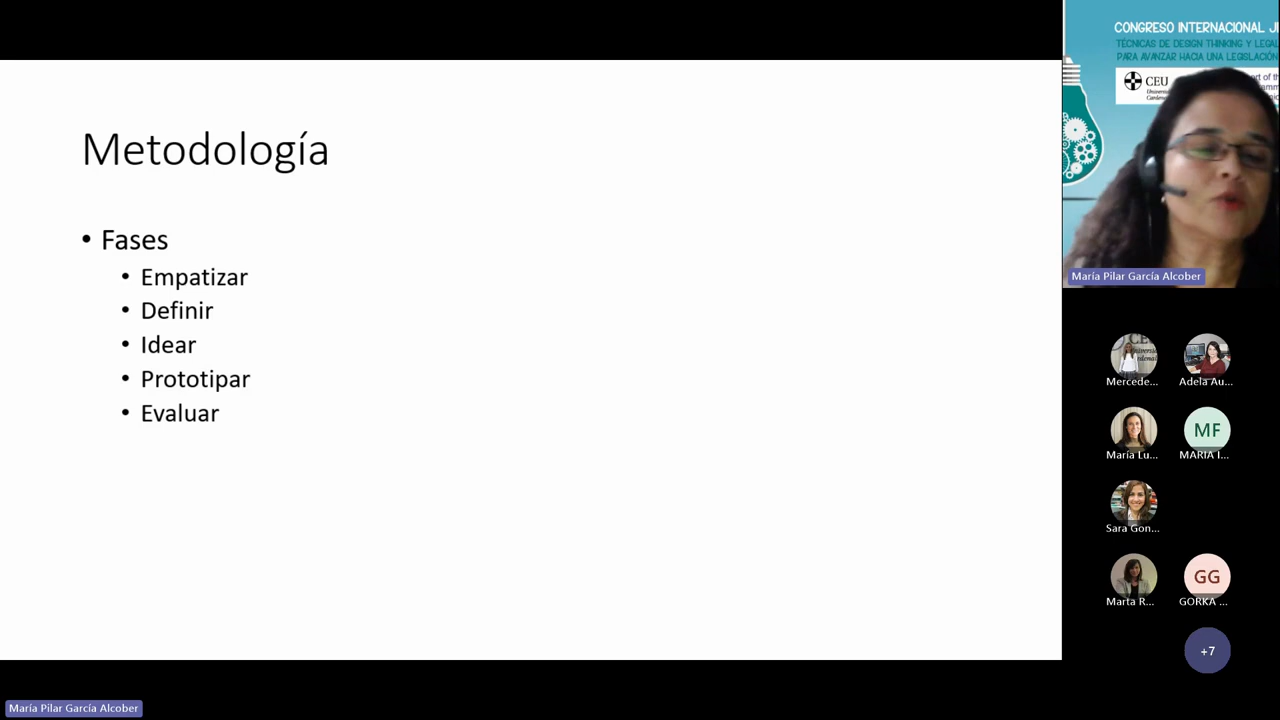 Metodología
• Fases
• Empatizar
• Definir
• Idear
• Prototipar
• Evaluar
CONGRESO INTERNACIONAL
TÉCNICAS DE DESIGN THINKING Y LEGAL
PARA AVANZAR HACIA UNA LEGISLACIÓN
CEU
María Pilar García Alcober
Mercede...
Adela Au...
María Lu...
MF
MARIA I...
Sara Gon...
Marta R...
GG
GORKA ...
+7
María Pilar García Alcober